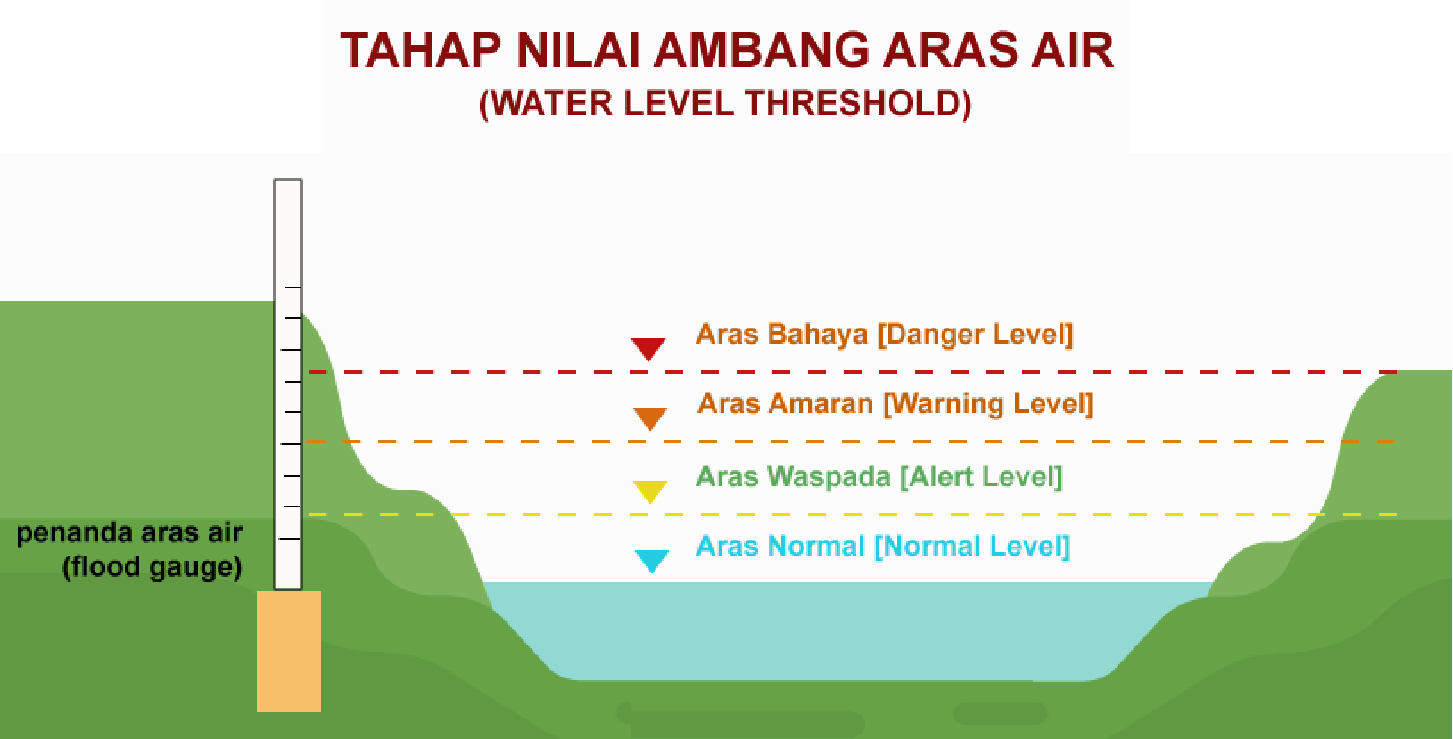 TAHAP NILAI AMBANG ARAS AIR
(WATER LEVEL THRESHOLD)
Aras Bahaya [Danger Level]
Aras Amaran [Warning Level]
Aras Waspada [Alert Level]
penanda aras air
(flood gauge)
Aras Normal [Normal Level]